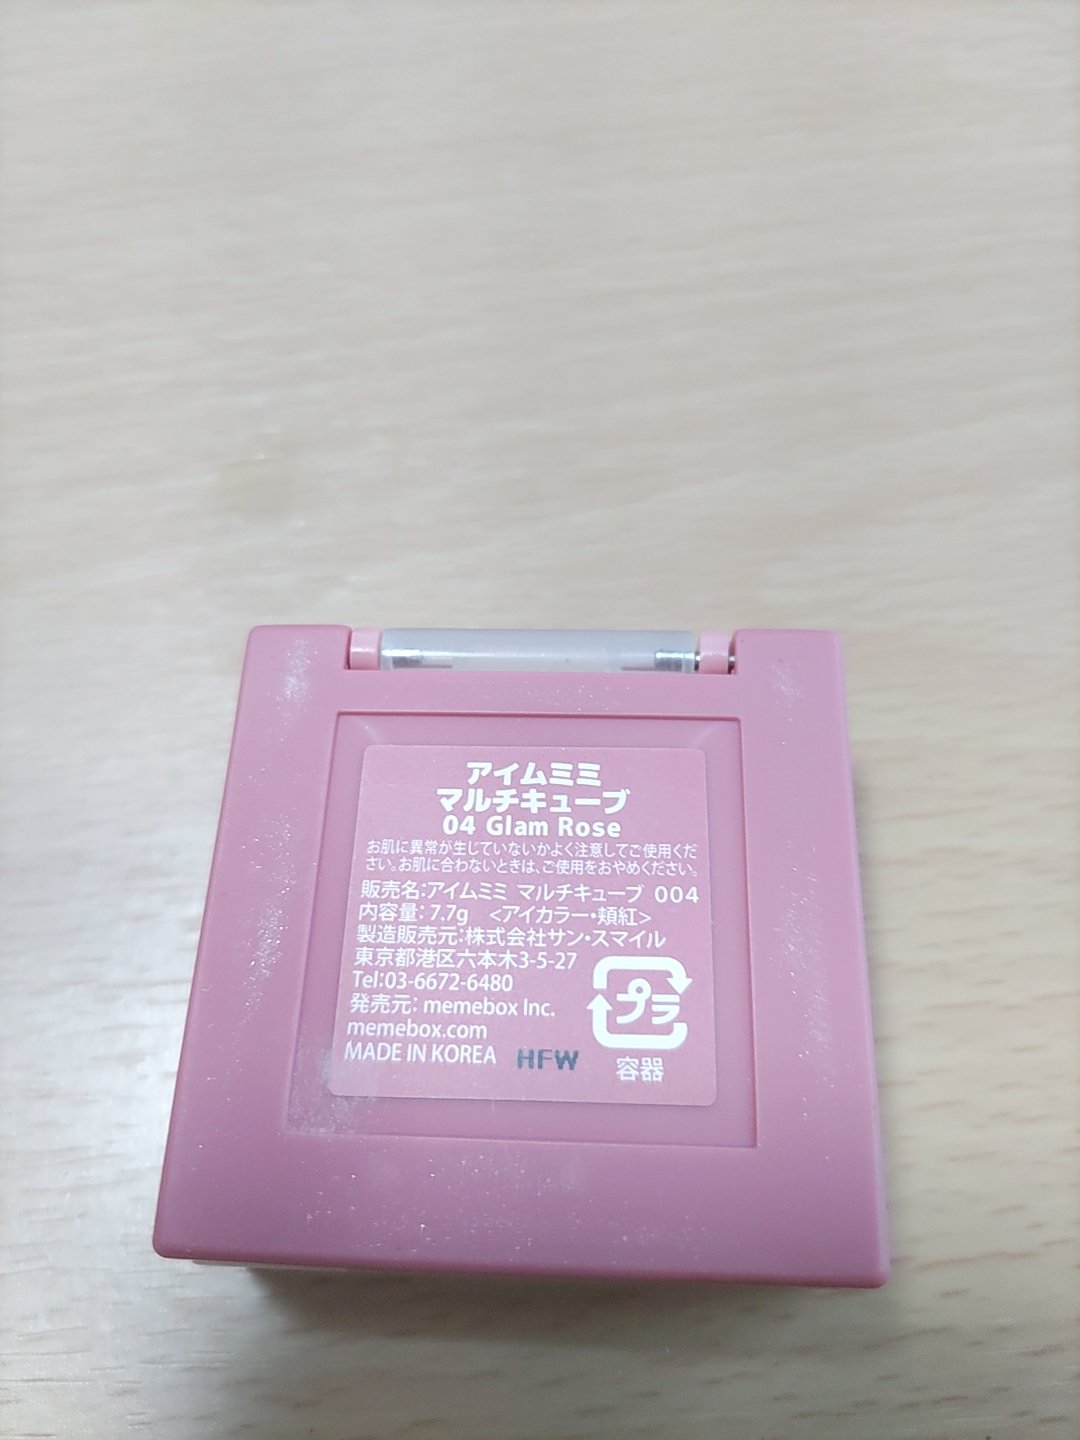 アイムミミ
マルチキューブ
04 Glam Rose
お肌に異常が生じていないかよく注意してご使用くだ
さい。お肌に合わないときは、ご使用をおやめください。
販売名:アイムミミ マルチキューブ 004
内容量: 7.7g <アイカラー・頬紅>
製造販売元:株式会社サン・スマイル
東京都港区六本木3-5-27
Tel:03-6672-6480
発売元: memebox Inc.
memebox.com
MADE IN KOREA HFW
プラ
容器